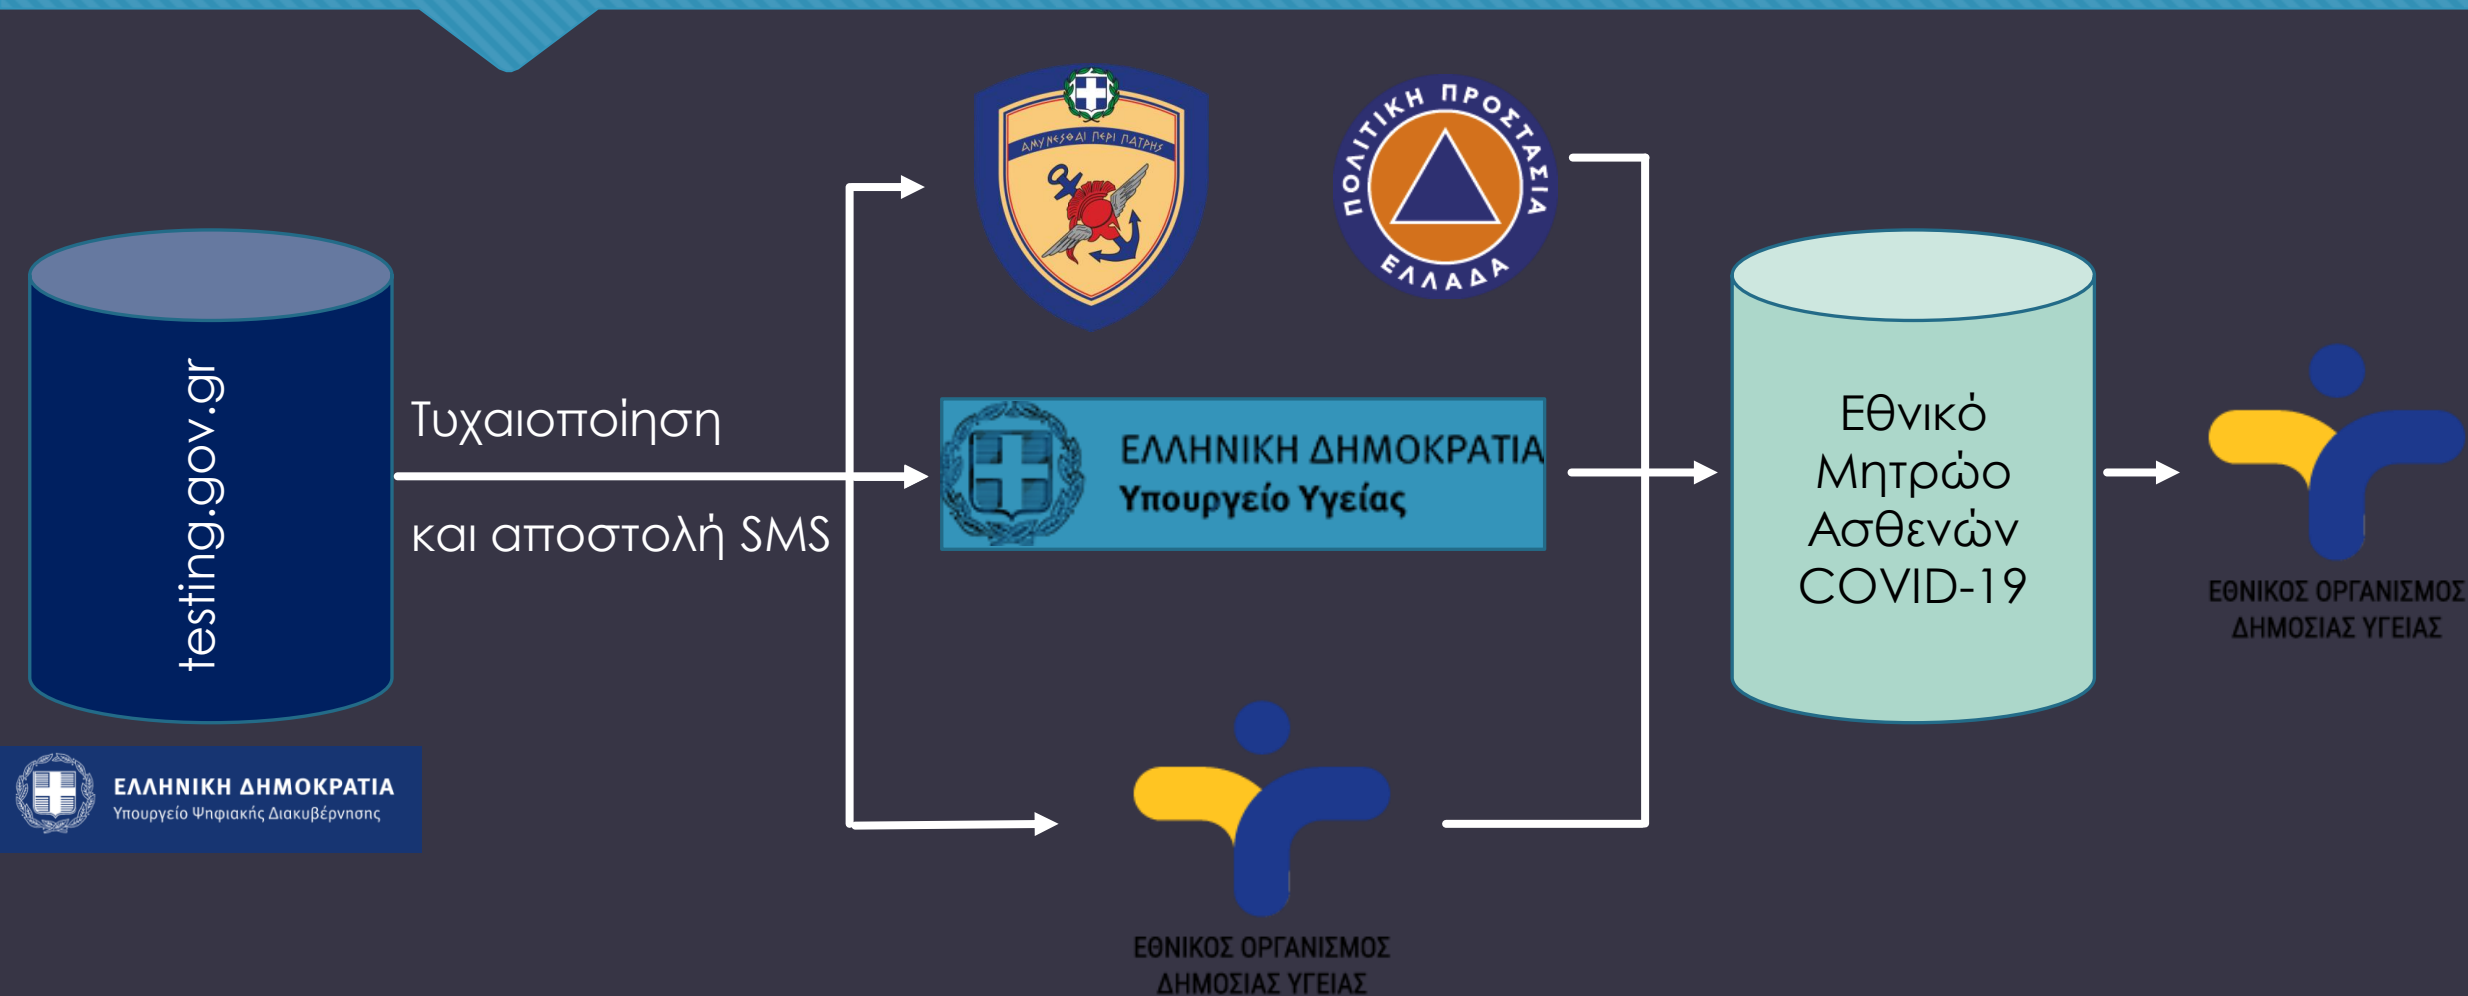 testing.gov.gr
ΕΛΛΗΝΙΚΗ ΔΗΜΟΚΡΑΤΙΑ
Υπουργείο Ψηφιακής Διακυβέρνησης
Τυχαιοποίηση
και αποστολή SMS
ΑΜΥΝΕΣΘΑΙ ΠΕΡΙ ΠΑΤΡΗΣ
ΠΟΛΙΤΙΚΗ ΠΡΟΣΤΑΣΙΑ
ΕΛΛΑΔΑ
ΕΛΛΗΝΙΚΗ ΔΗΜΟΚΡΑΤΙΑ
Υπουργείο Υγείας
ΕΘΝΙΚΟΣ ΟΡΓΑΝΙΣΜΟΣ
ΔΗΜΟΣΙΑΣ ΥΓΕΙΑΣ
Εθνικό
Μητρώο
Ασθενών
COVID-19
ΕΘΝΙΚΟΣ ΟΡΓΑΝΙΣΜΟΣ
ΔΗΜΟΣΙΑΣ ΥΓΕΙΑΣ